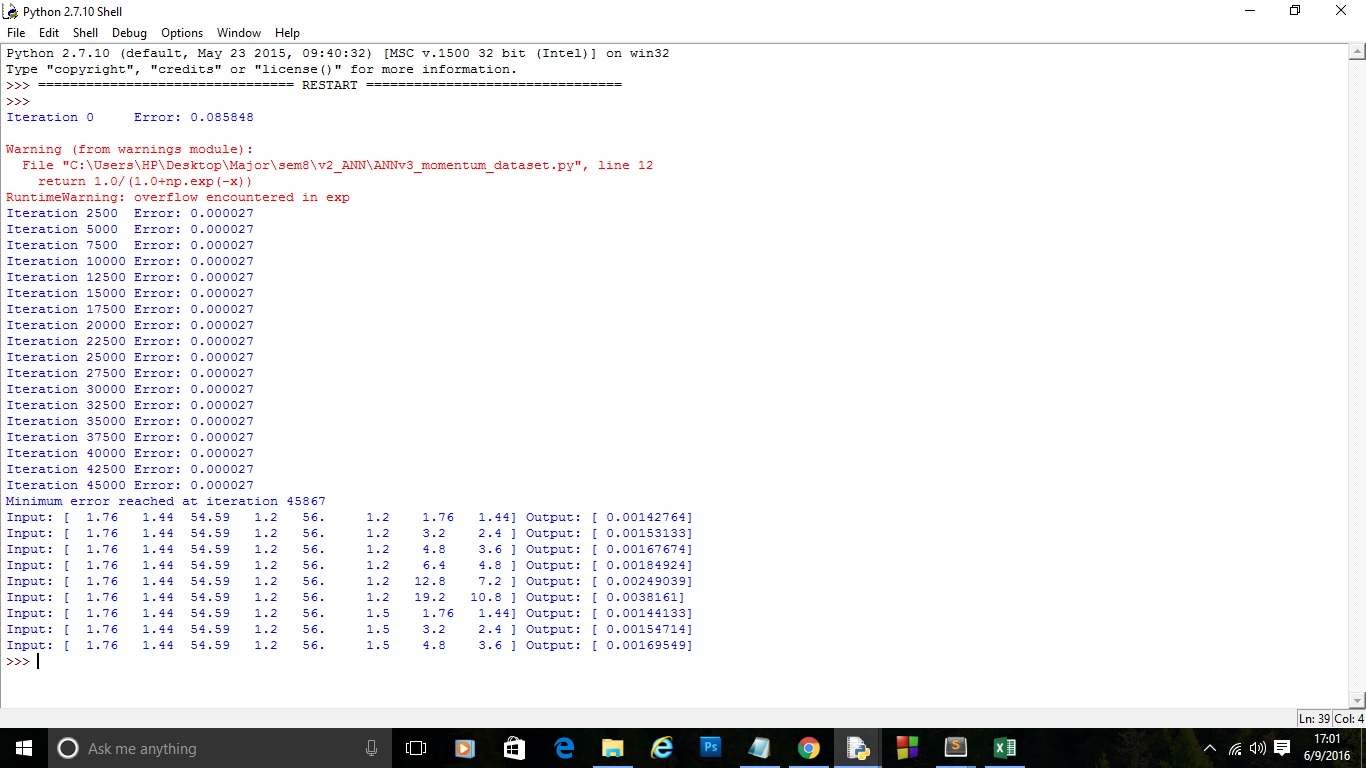 Python 2.7.10 Shell
File Edit Shell Debug Options Window Help
Python 2.7.10 (default, May 23 2015, 09:40:32) [MSC v.1500 32 bit (Intel)] on win32
Type "copyright", "credits" or "license()" for more information.
>>> ================================ RESTART ================================
>>>
Iteration 0     Error: 0.085848
Warning (from warnings module):
  File "C:\Users\HP\Desktop\Major\sem8\v2_ANN\ANNv3_momentum_dataset.py", line 12
    return 1.0/(1.0+np.exp(-x))
RuntimeWarning: overflow encountered in exp
Iteration 2500  Error: 0.000027
Iteration 5000  Error: 0.000027
Iteration 7500  Error: 0.000027
Iteration 10000 Error: 0.000027
Iteration 12500 Error: 0.000027
Iteration 15000 Error: 0.000027
Iteration 17500 Error: 0.000027
Iteration 20000 Error: 0.000027
Iteration 22500 Error: 0.000027
Iteration 25000 Error: 0.000027
Iteration 27500 Error: 0.000027
Iteration 30000 Error: 0.000027
Iteration 32500 Error: 0.000027
Iteration 35000 Error: 0.000027
Iteration 37500 Error: 0.000027
Iteration 40000 Error: 0.000027
Iteration 42500 Error: 0.000027
Iteration 45000 Error: 0.000027
Minimum error reached at iteration 45867
Input: [  1.76   1.44  54.59   1.2   56.     1.2    1.76   1.44] Output: [ 0.00142764]
Input: [  1.76   1.44  54.59   1.2   56.     1.2    3.2    2.4 ] Output: [ 0.00153133]
Input: [  1.76   1.44  54.59   1.2   56.     1.2    4.8    3.6 ] Output: [ 0.00167674]
Input: [  1.76   1.44  54.59   1.2   56.     1.2    6.4    4.8 ] Output: [ 0.00184924]
Input: [  1.76   1.44  54.59   1.2   56.     1.2   12.8    7.2 ] Output: [ 0.00249039]
Input: [  1.76   1.44  54.59   1.2   56.     1.2   19.2   10.8 ] Output: [ 0.0038161]
Input: [  1.76   1.44  54.59   1.2   56.     1.5    1.76   1.44] Output: [ 0.00144133]
Input: [  1.76   1.44  54.59   1.2   56.     1.5    3.2    2.4 ] Output: [ 0.00154714]
Input: [  1.76   1.44  54.59   1.2   56.     1.5    4.8    3.6 ] Output: [ 0.00169549]
>>>
Ln: 39 Col: 4
Ask me anything
Ps
S
17:01
6/9/2016